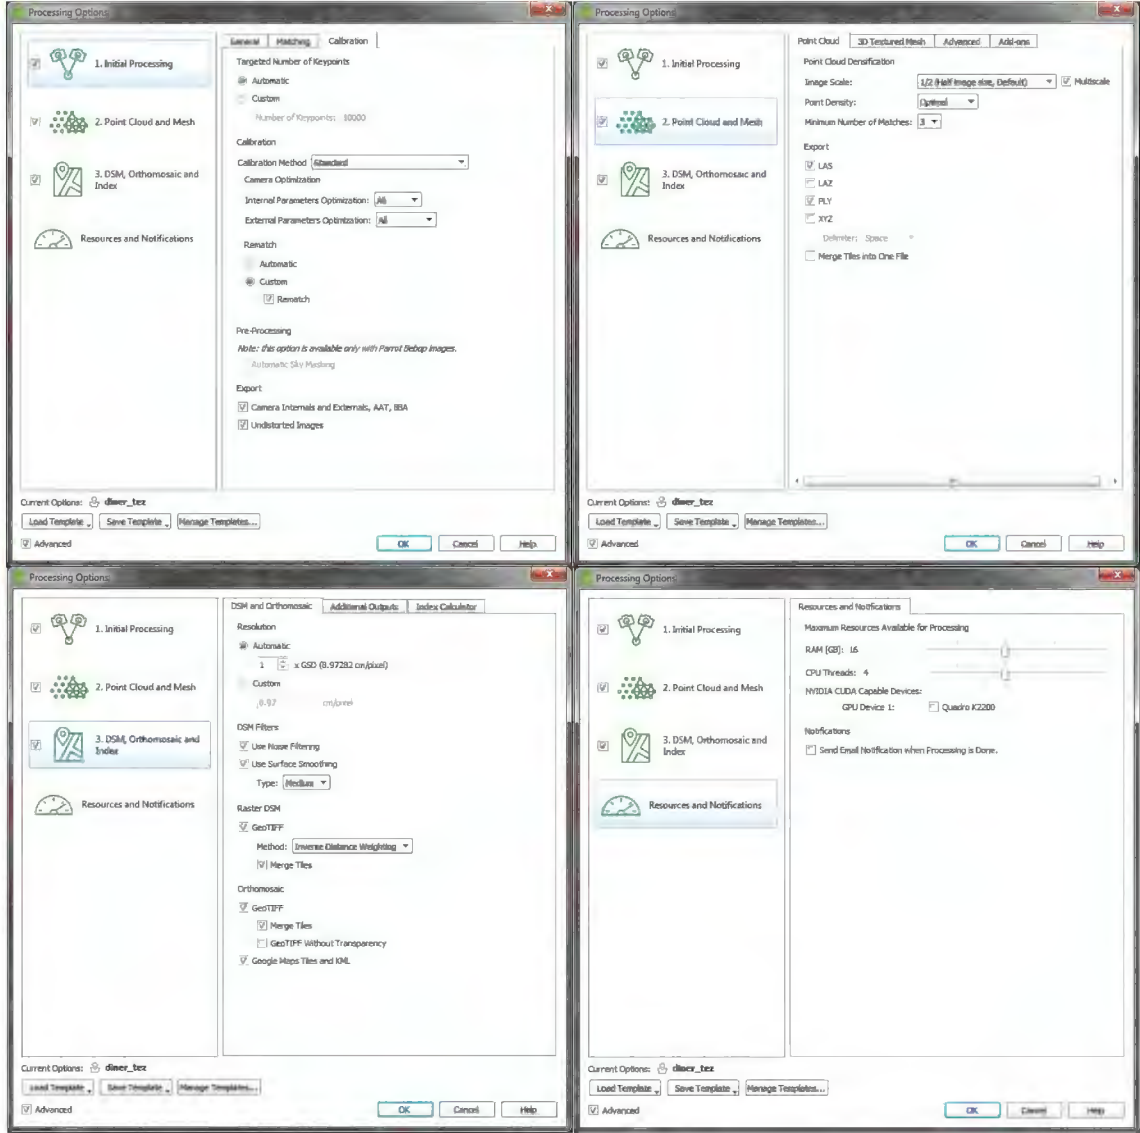 Processing Options
1. Initial Processing
2. Point Cloud and Mesh
3. DSM, Orthomosaic and
Index
Resources and Notifications
General Matching Calibration
Targeted Number of Keypoints
Automatic
Custom
Number of Keypoints: 10000
Calibration
Calibration Method Standard
Camera Optimization
Internal Parameters Optimization: All
External Parameters Optimization: All
Rematch
Automatic
Custom
Rematch
Pre-Processing
Note: this option is available only with Parrot Bebop images.
Automatic Sky Masking
Export
Camera Internals and Externals, AAT, BBA
Undistorted Images
Current Options: dimer_tez
Load Template Save Template Manage Templates...
Advanced
OK Cancel Help
Processing Options
1. Initial Processing
2. Point Cloud and Mesh
3. DSM, Orthomosaic and
Index
Resources and Notifications
Point Cloud 3D Textured Mesh Advanced Add-ons
Point Cloud Densification
Image Scale: 1/2 (Half image size, Default) Multiscale
Point Density: Optimal
Minimum Number of Matches: 3
Export
LAS
LAZ
PLY
XYZ
Delimiter: Space
Merge Tiles into One File
Current Options: dimer_tez
Load Template Save Template Manage Templates...
Advanced
OK Cancel Help
Processing Options
1. Initial Processing
2. Point Cloud and Mesh
3. DSM, Orthomosaic and
Index
Resources and Notifications
DSM and Orthomosaic Additional Outputs Index Calculator
Resolution
Automatic
1 x GSD (8.97282 cm/pixel)
Custom
8.97 cm/pixel
DSM Filters
Use Noise Filtering
Use Surface Smoothing
Type: Medium
Raster DSM
GeoTIFF
Method: Inverse Distance Weighting
Merge Tiles
Orthomosaic
GeoTIFF
Merge Tiles
GeoTIFF Without Transparency
Google Maps Tiles and KML
Current Options: dimer_tez
Load Template Save Template Manage Templates...
Advanced
OK Cancel Help
Processing Options
1. Initial Processing
2. Point Cloud and Mesh
3. DSM, Orthomosaic and
Index
Resources and Notifications
Resources and Notifications
Maximum Resources Available for Processing
RAM [GB]: 16
CPU Threads: 4
NVIDIA CUDA Capable Devices:
GPU Device 1: Quadro K2200
Notifications
Send Email Notification when Processing is Done.
Current Options: dimer_tez
Load Template Save Template Manage Templates...
Advanced
OK Cancel Help